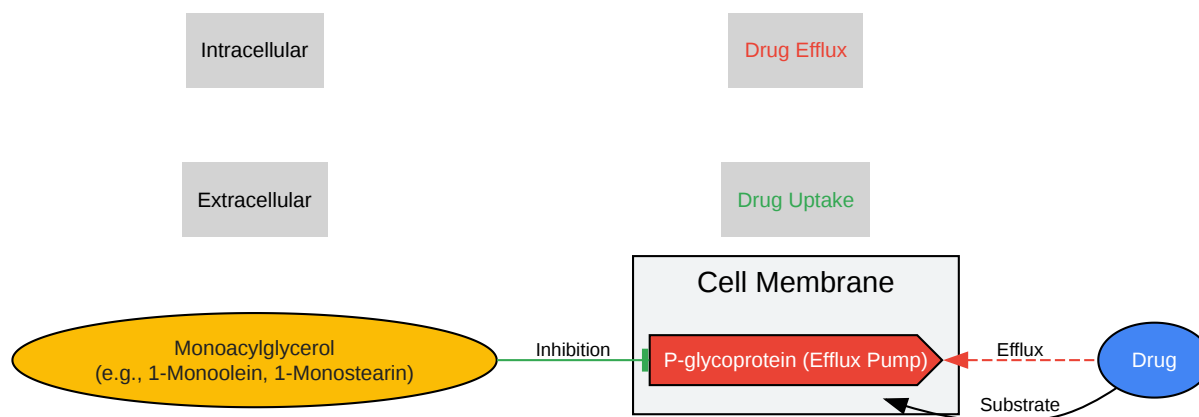 Intracellular
Drug Efflux
Extracellular
Drug Uptake
Cell Membrane
Monoacylglycerol
(e.g., 1-Monoolein, 1-Monostearin)
Inhibition
P-glycoprotein (Efflux Pump)
Efflux
Drug
Substrate